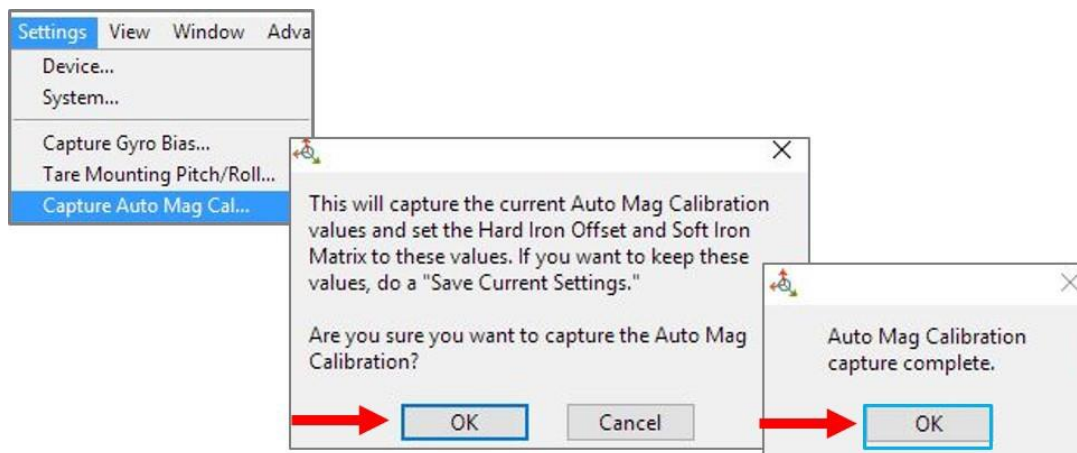 Settings View Window Adva
Device...
System...
Capture Gyro Bias...
Tare Mounting Pitch/Roll...
Capture Auto Mag Cal...
This will capture the current Auto Mag Calibration
values and set the Hard Iron Offset and Soft Iron
Matrix to these values. If you want to keep these
values, do a "Save Current Settings."
Are you sure you want to capture the Auto Mag
Calibration?
OK Cancel
Auto Mag Calibration
capture complete.
OK